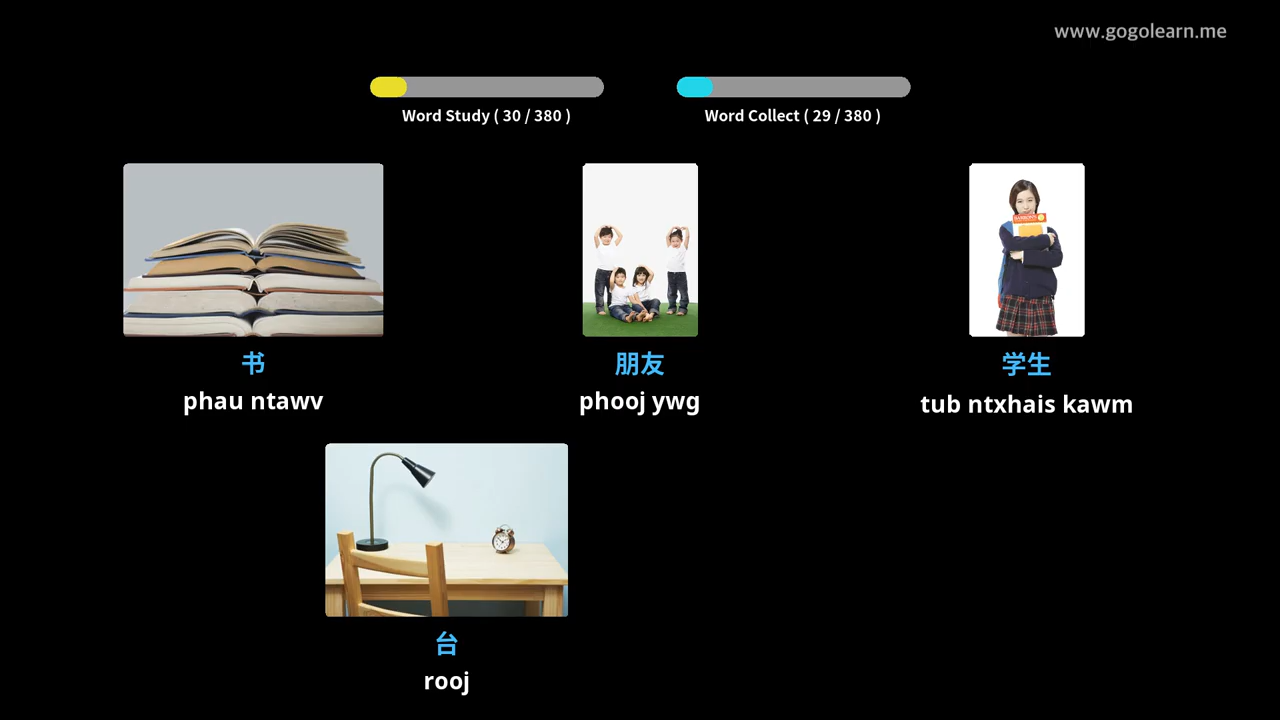 www.gogolearn.me
Word Study ( 30 / 380 )
Word Collect ( 29 / 380 )
书
phau ntawv
朋友
phooj ywg
学生
tub ntxhais kawm
台
rooj